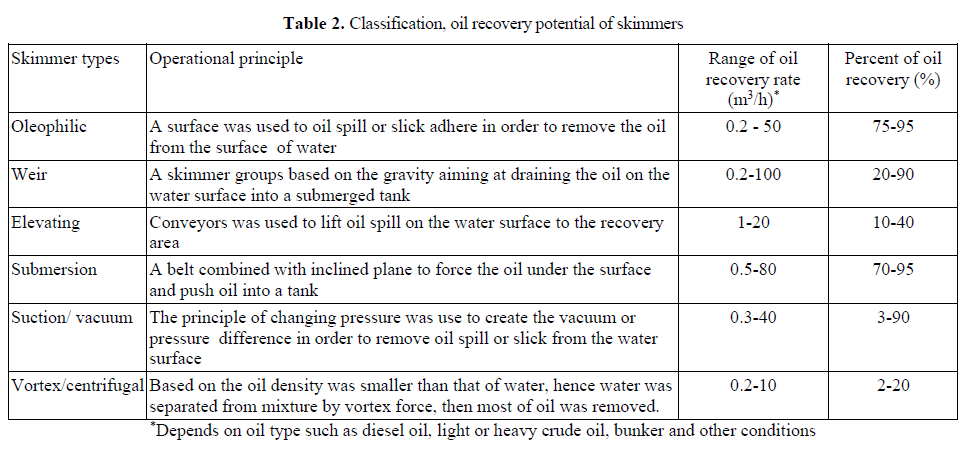 Table 2. Classification, oil recovery potential of skimmers
Skimmer types Operational principle Range of oil recovery rate (m³/h)* Percent of oil recovery (%)
Oleophilic A surface was used to oil spill or slick adhere in order to remove the oil 0.2 - 50 75-95
from the surface of water
Weir A skimmer groups based on the gravity aiming at draining the oil on the 0.2-100 20-90
water surface into a submerged tank
Elevating Conveyors was used to lift oil spill on the water surface to the recovery 1-20 10-40
area
Submersion A belt combined with inclined plane to force the oil under the surface 0.5-80 70-95
and push oil into a tank
Suction/ vacuum The principle of changing pressure was use to create the vacuum or 0.3-40 3-90
pressure difference in order to remove oil spill or slick from the water
surface
Vortex/centrifugal Based on the oil density was smaller than that of water, hence water was 0.2-10 2-20
separated from mixture by vortex force, then most of oil was removed.
*Depends on oil type such as diesel oil, light or heavy crude oil, bunker and other conditions